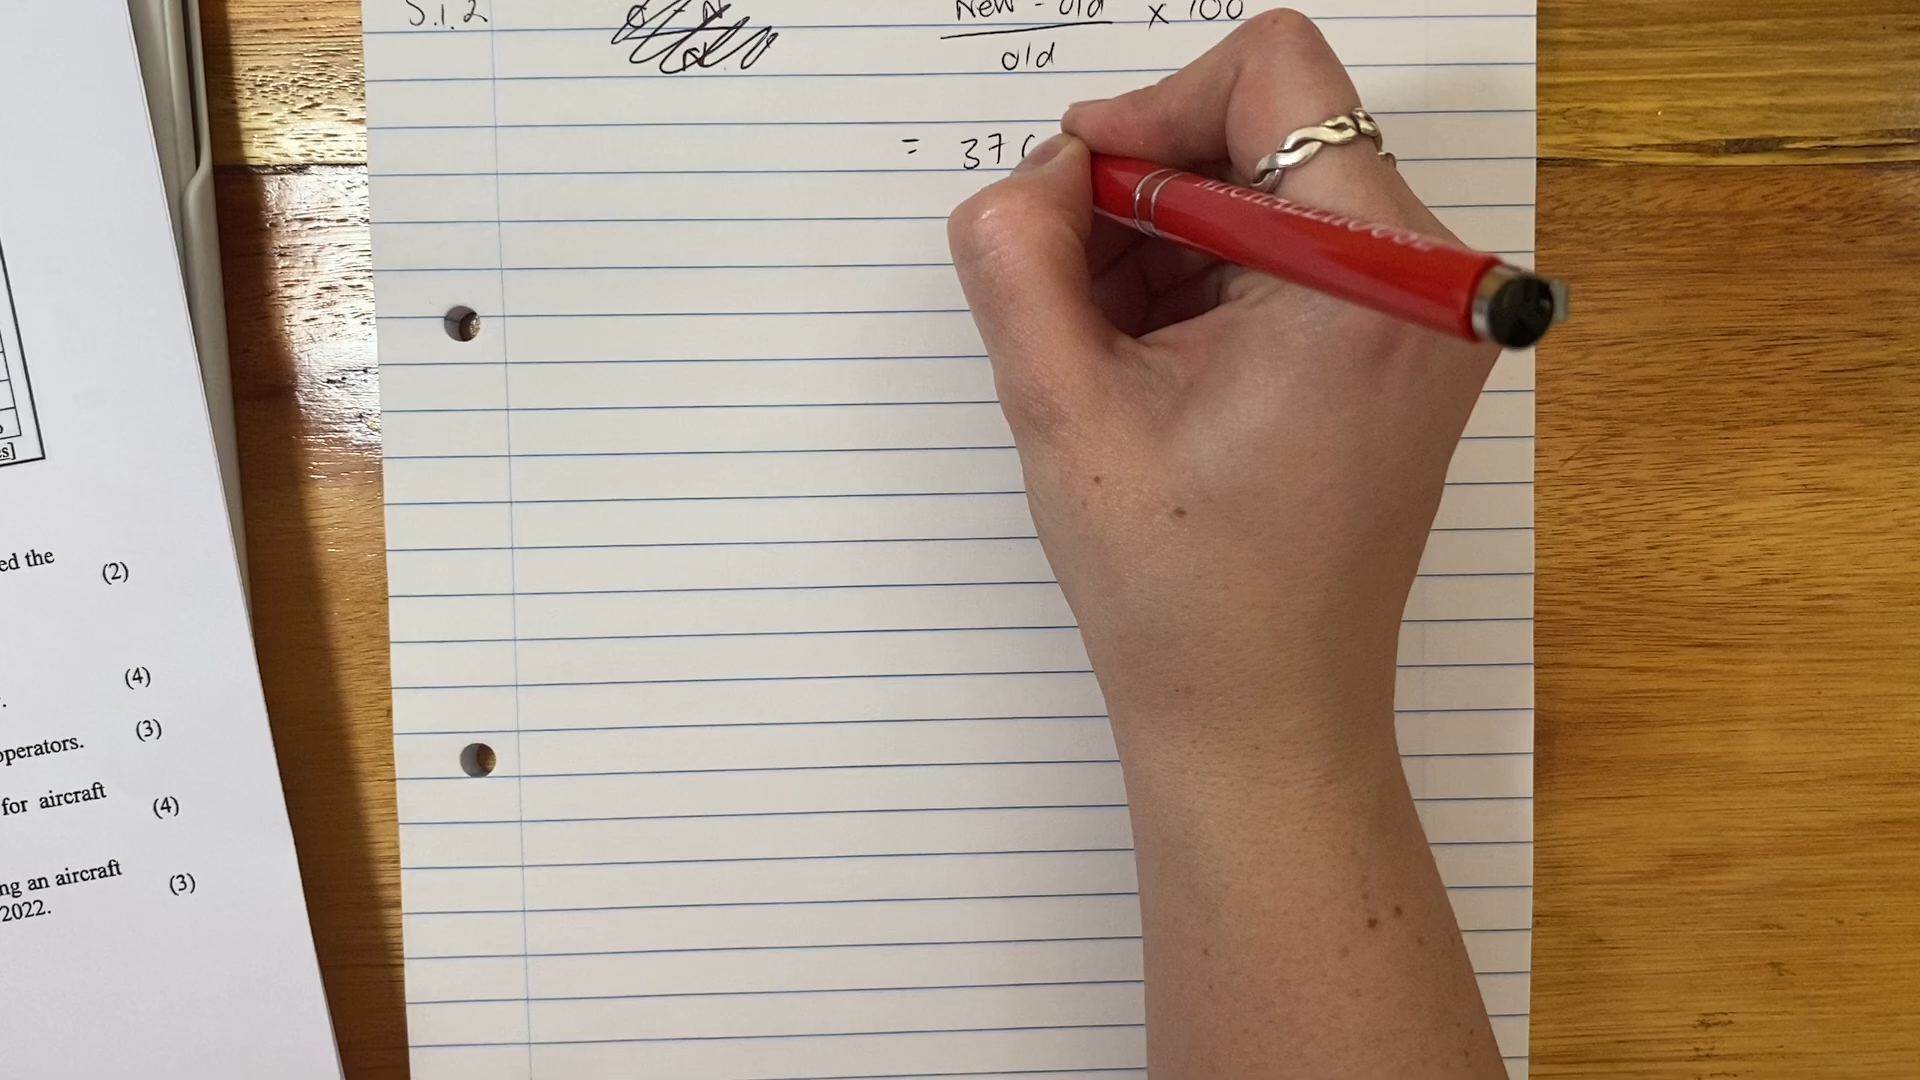 s]
ed the
(2)
(4)
.
operators.
(3)
for aircraft
(4)
ng an aircraft
(3)
2022.
5.1.2
New - old × 100
old
= 37